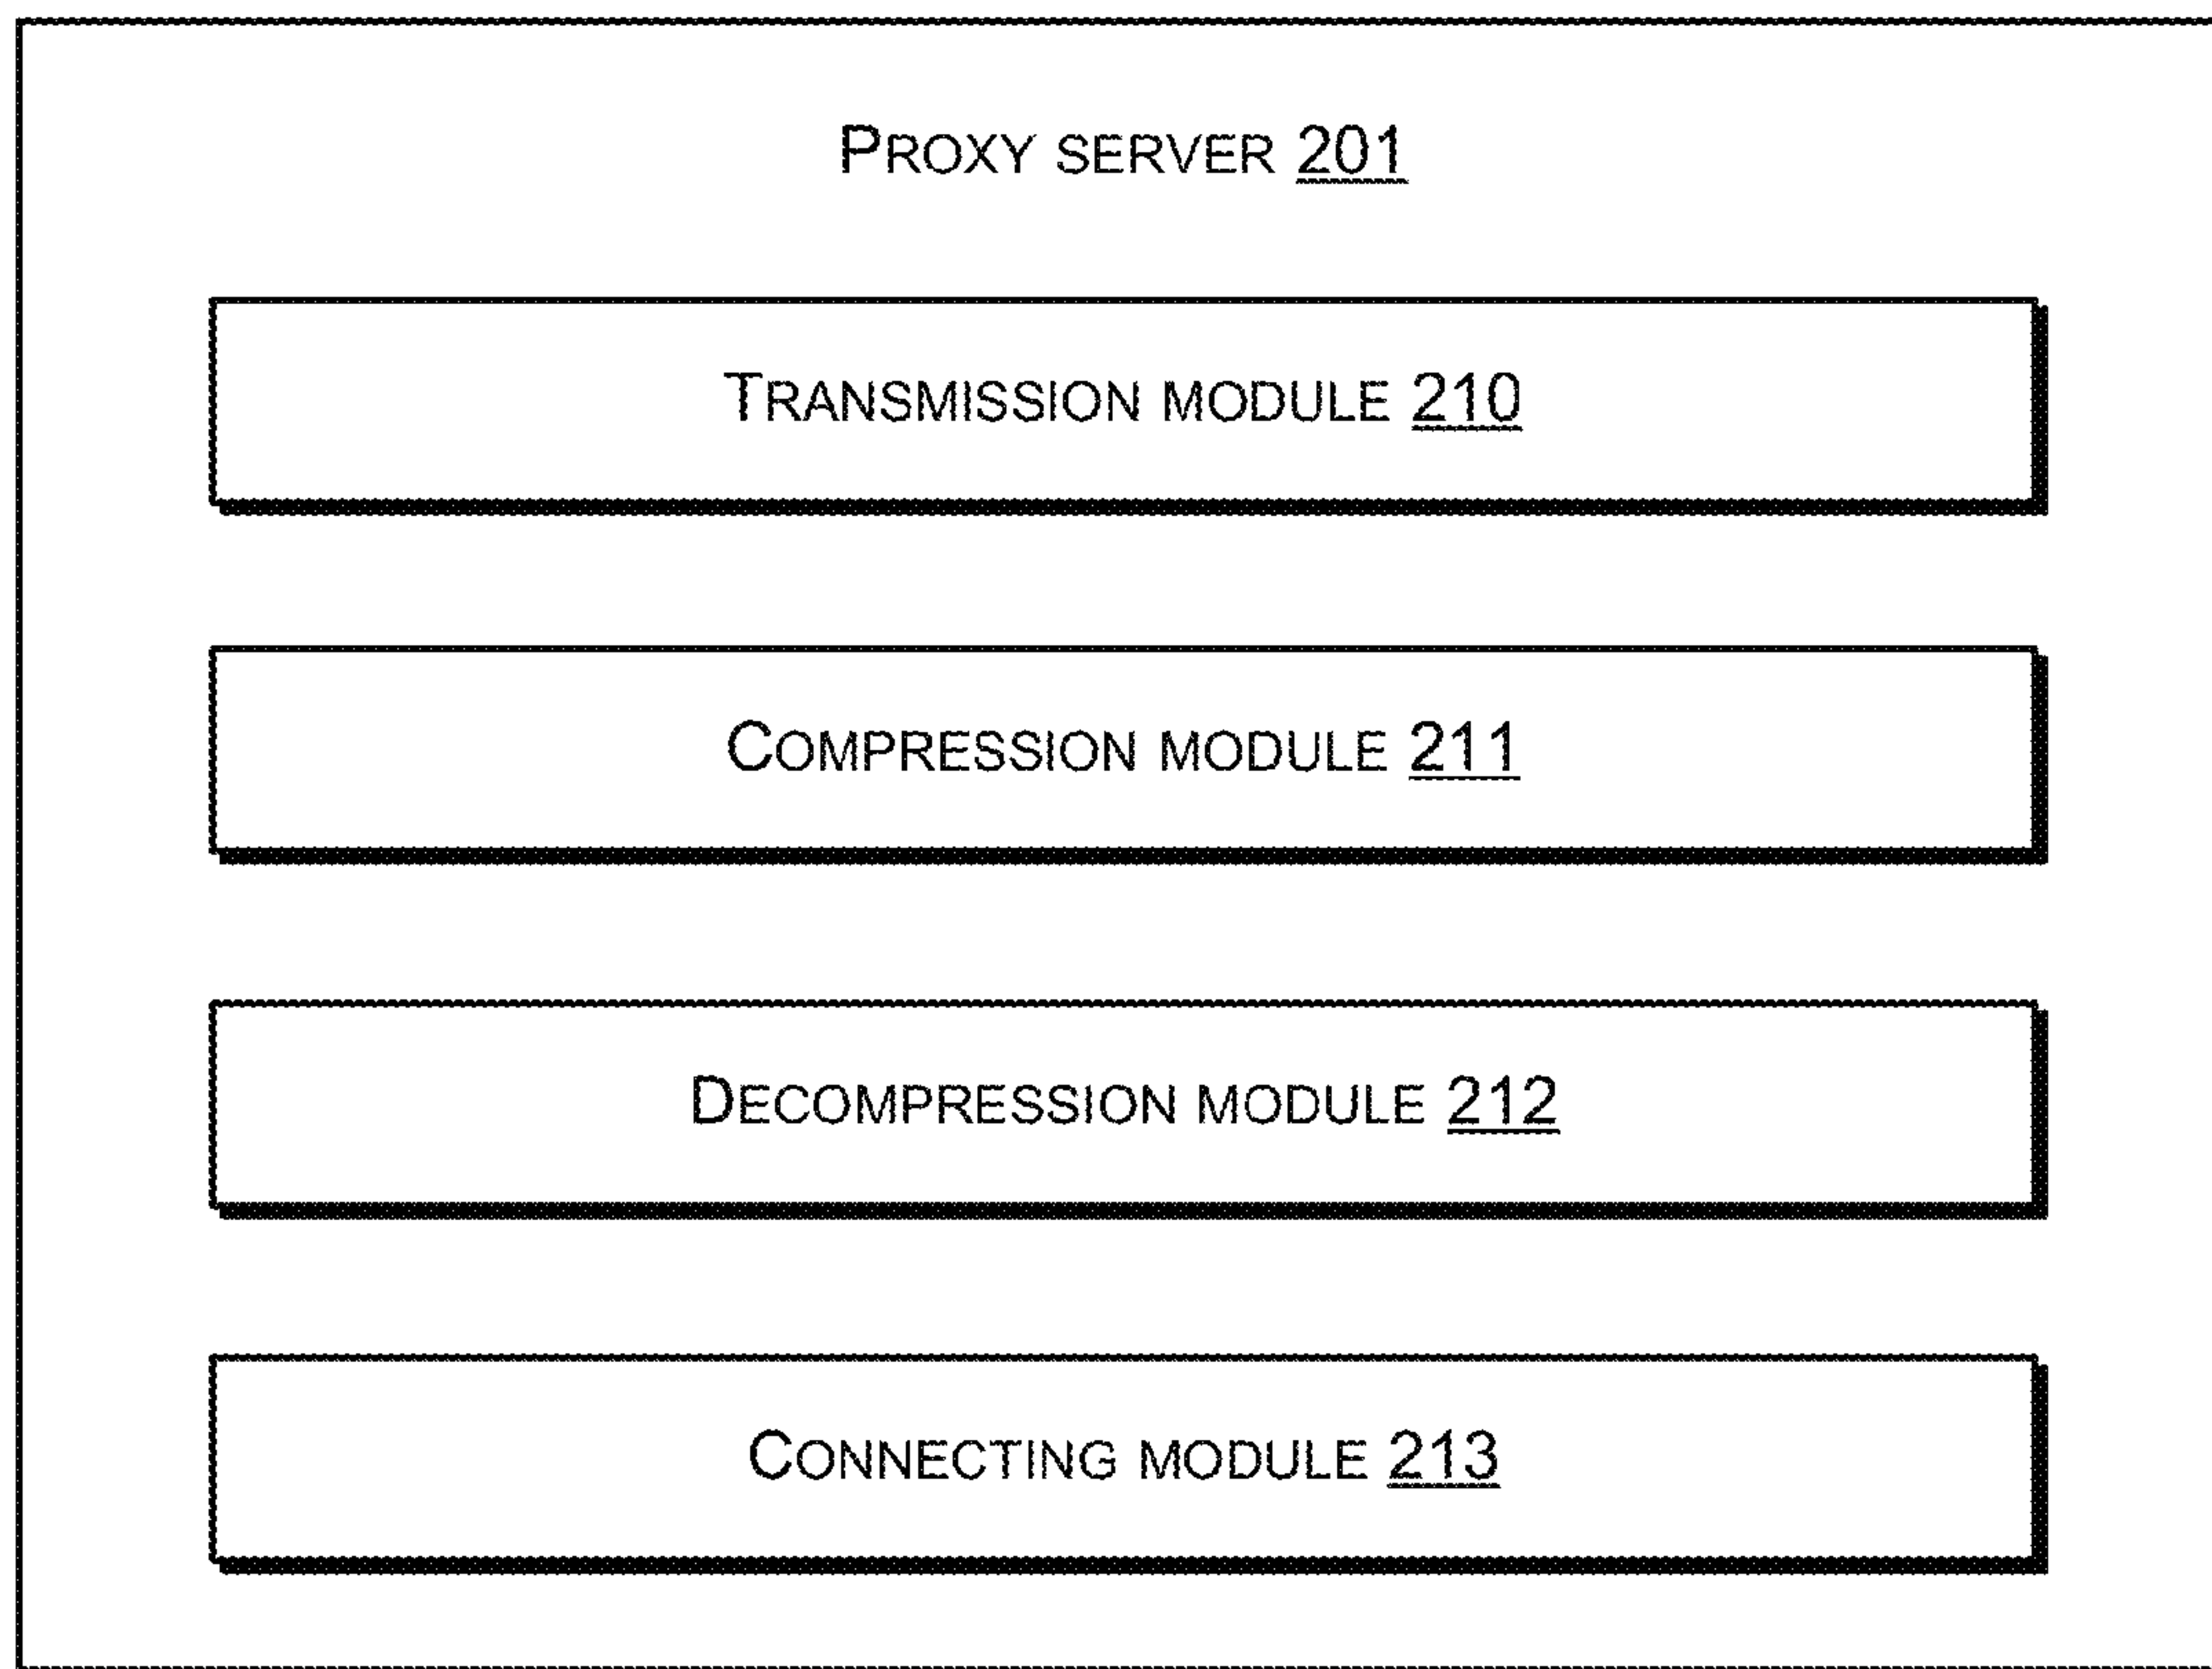 PROXY SERVER 201
TRANSMISSION MODULE 210
COMPRESSION MODULE 211
DECOMPRESSION MODULE 212
CONNECTING MODULE 213